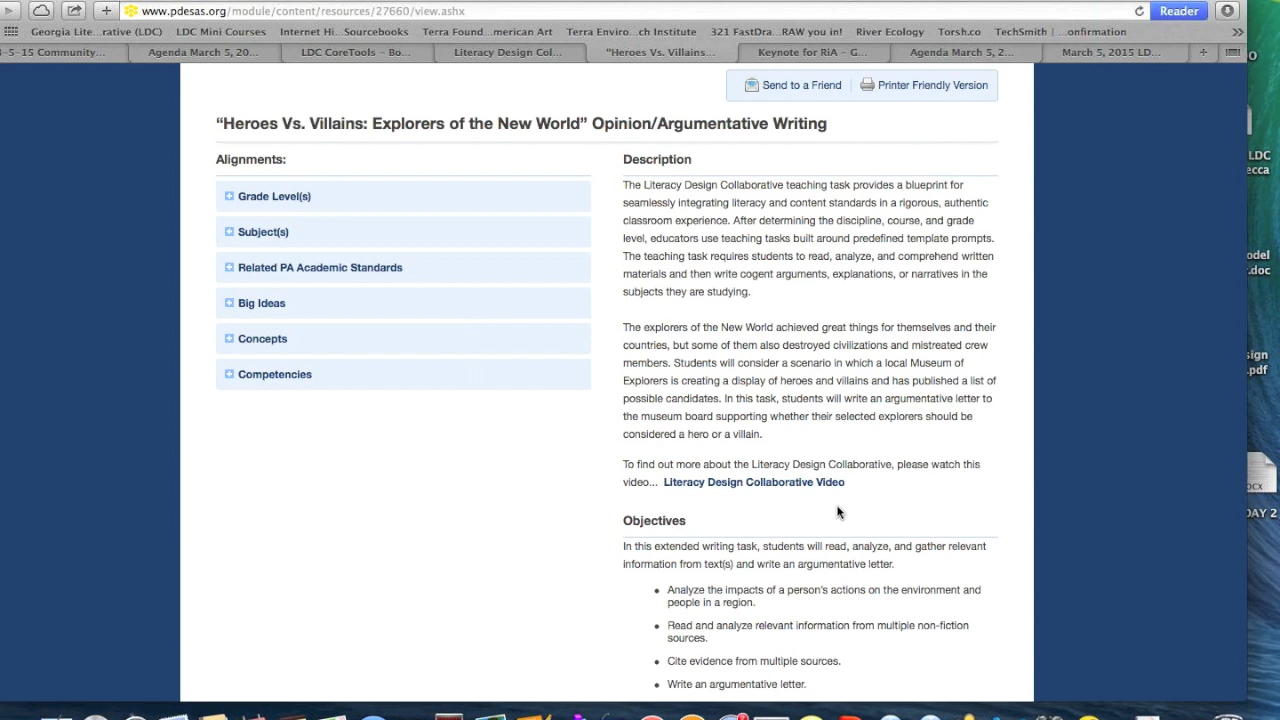 www.pdesas.org/module/content/resources/27660/view.ashx
Reader
Georgia Lite...rative (LDC) LDC Mini Courses Internet Hi...Sourcebooks Terra Found...merican Art Terra Enviro...ch Institute 321 FastDra...RAW you in! River Ecology Torsh.co TechSmith |...onfirmation
3-5-15 Community... Agenda March 5, 20... LDC CoreTools – Bo... Literacy Design Col... "Heroes Vs. Villains... Keynote for RiA – G... Agenda March 5, 2... March 5, 2015 LD...
Send to a Friend Printer Friendly Version
“Heroes Vs. Villains: Explorers of the New World” Opinion/Argumentative Writing
Alignments:
Grade Level(s)
Subject(s)
Related PA Academic Standards
Big Ideas
Concepts
Competencies
Description
The Literacy Design Collaborative teaching task provides a blueprint for
seamlessly integrating literacy and content standards in a rigorous, authentic
classroom experience. After determining the discipline, course, and grade
level, educators use teaching tasks built around predefined template prompts.
The teaching task requires students to read, analyze, and comprehend written
materials and then write cogent arguments, explanations, or narratives in the
subjects they are studying.
The explorers of the New World achieved great things for themselves and their
countries, but some of them also destroyed civilizations and mistreated crew
members. Students will consider a scenario in which a local Museum of
Explorers is creating a display of heroes and villains and has published a list of
possible candidates. In this task, students will write an argumentative letter to
the museum board supporting whether their selected explorers should be
considered a hero or a villain.
To find out more about the Literacy Design Collaborative, please watch this
video... Literacy Design Collaborative Video
Objectives
In this extended writing task, students will read, analyze, and gather relevant
information from text(s) and write an argumentative letter.
Analyze the impacts of a person's actions on the environment and
people in a region.
Read and analyze relevant information from multiple non-fiction
sources.
Cite evidence from multiple sources.
Write an argumentative letter.
LDC
ecca
odel
.doc
sign
.pdf
OCX
DAY 2